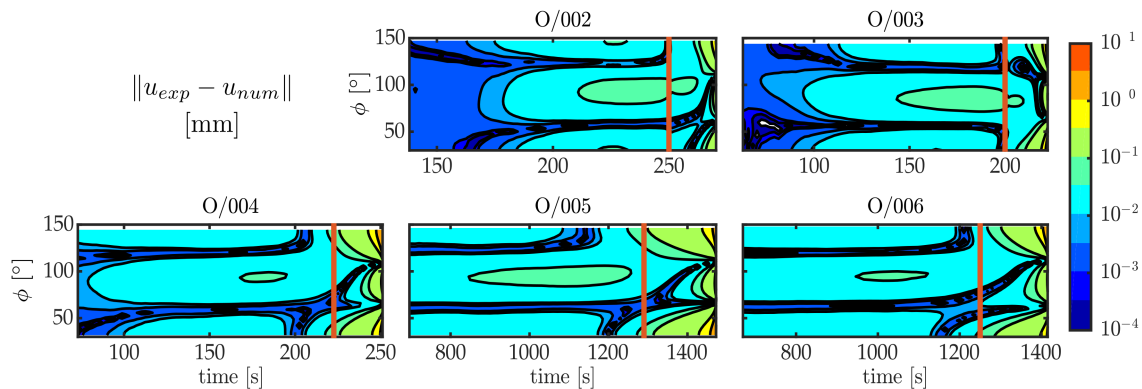 O/002 O/003
‖u_exp − u_num‖
[mm]
ϕ [°]
150
100
50
150 200 250
100 150 200
10^1
10^0
10^−1
10^−2
10^−3
10^−4
O/004 O/005 O/006
ϕ [°]
150
100
50
100 150 200 250
800 1000 1200 1400
800 1000 1200 1400
time [s] time [s] time [s]